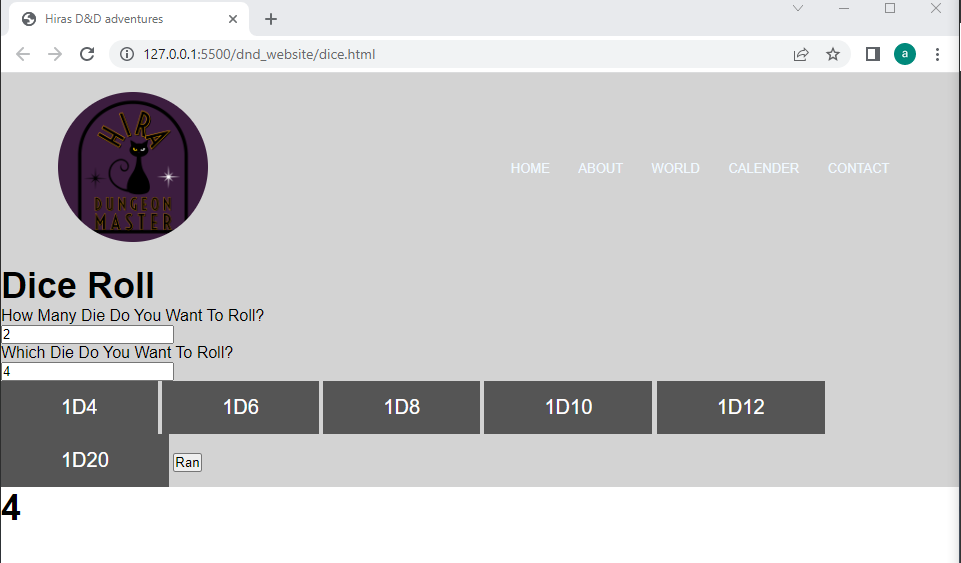 Hiras D&D adventures
127.0.0.1:5500/dnd_website/dice.html
a
HIRA
DUNGEON
MASTER
HOME ABOUT WORLD CALENDER CONTACT
Dice Roll
How Many Die Do You Want To Roll?
2
Which Die Do You Want To Roll?
4
1D4 1D6 1D8 1D10 1D12
1D20 Ran
4